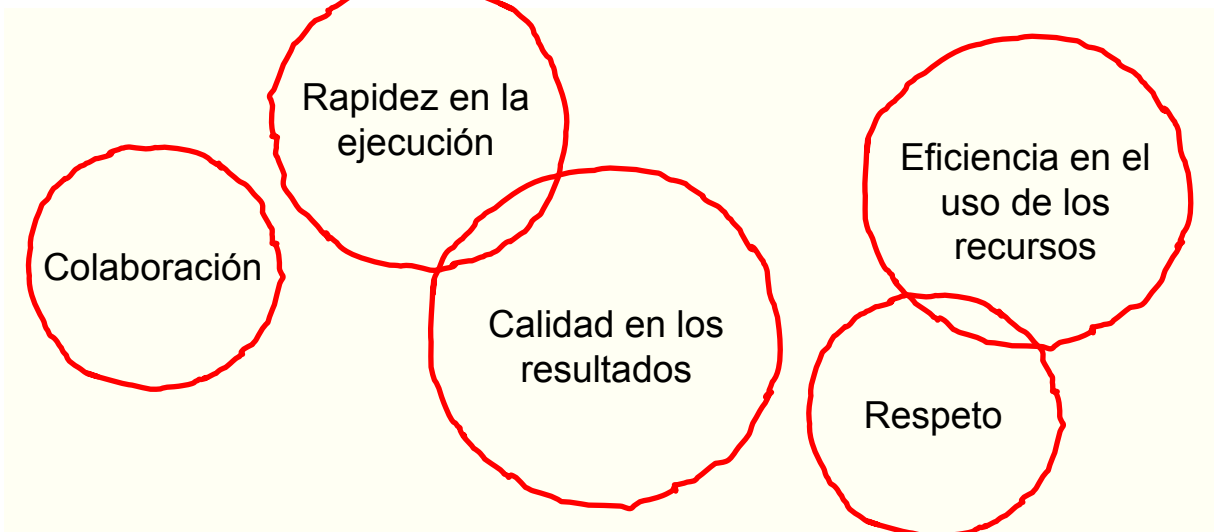 Rapidez en la
ejecución
Colaboración
Calidad en los
resultados
Eficiencia en el
uso de los
recursos
Respeto